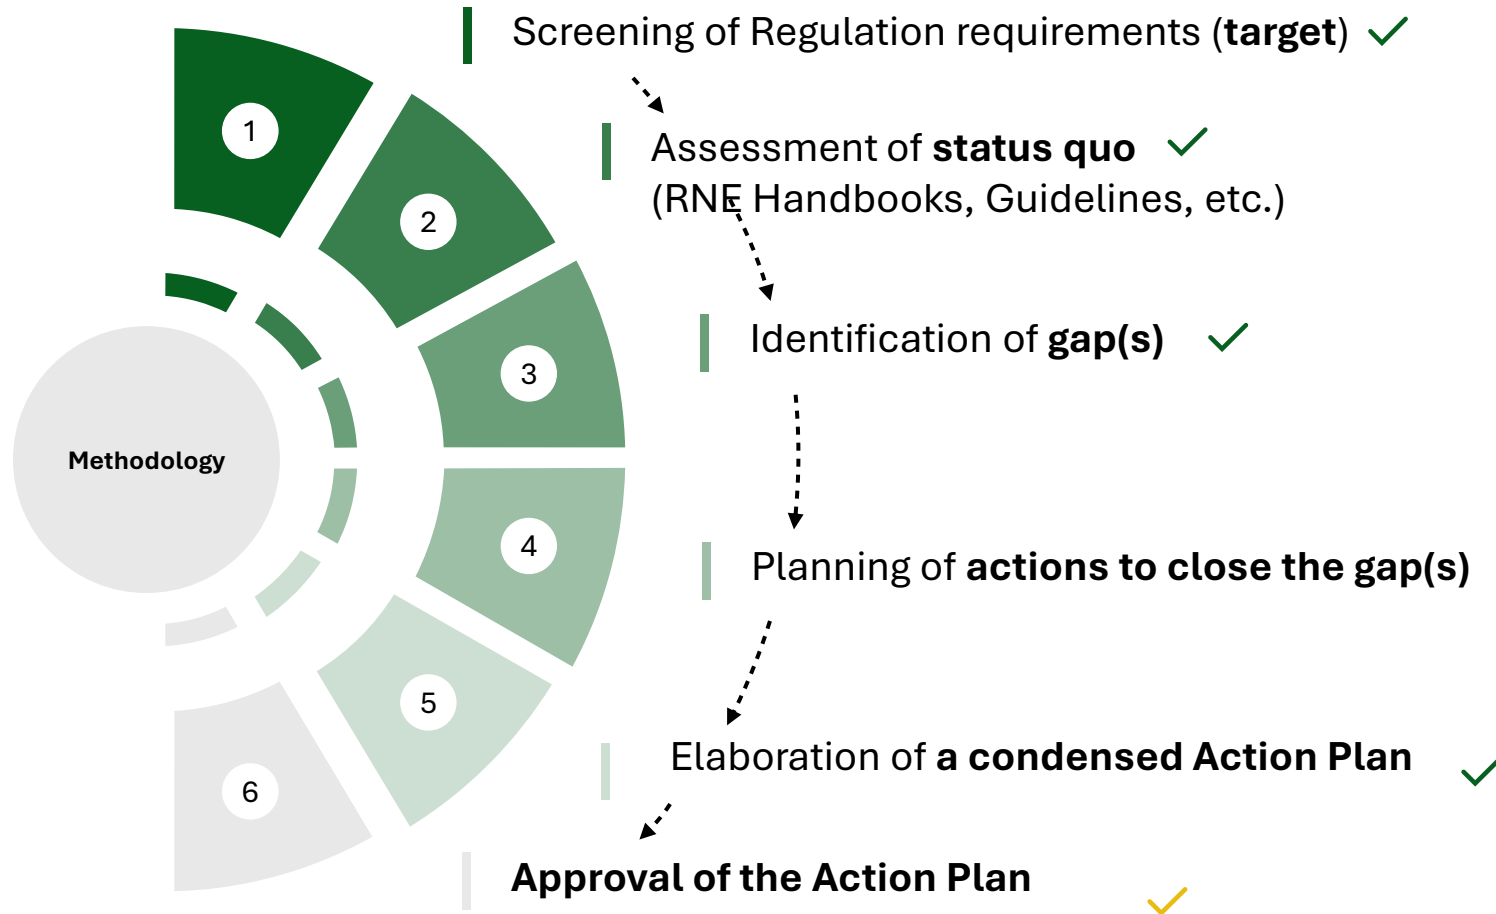 Screening of Regulation requirements (target)
1
Assessment of status quo
(RNE Handbooks, Guidelines, etc.)
2
Identification of gap(s)
3
Methodology
4
Planning of actions to close the gap(s)
5
Elaboration of a condensed Action Plan
6
Approval of the Action Plan